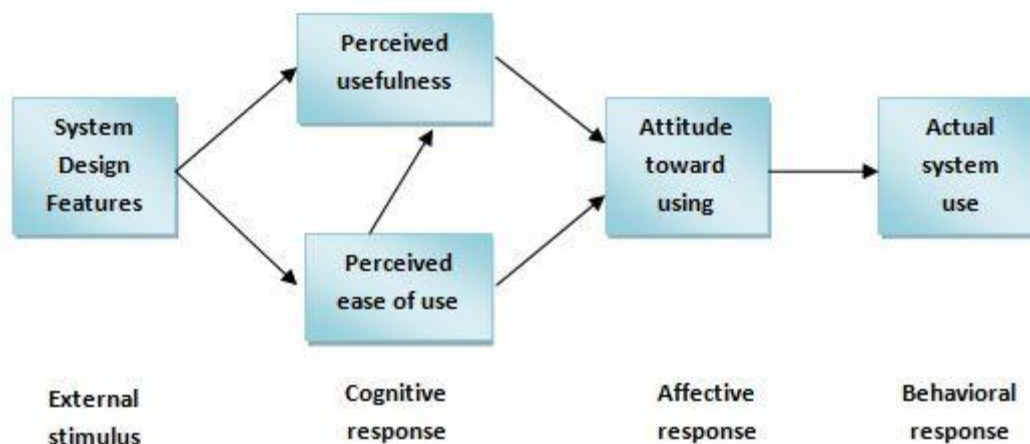 System
Design
Features
Perceived
usefulness
Perceived
ease of use
Attitude
toward
using
Actual
system
use
External
stimulus
Cognitive
response
Affective
response
Behavioral
response